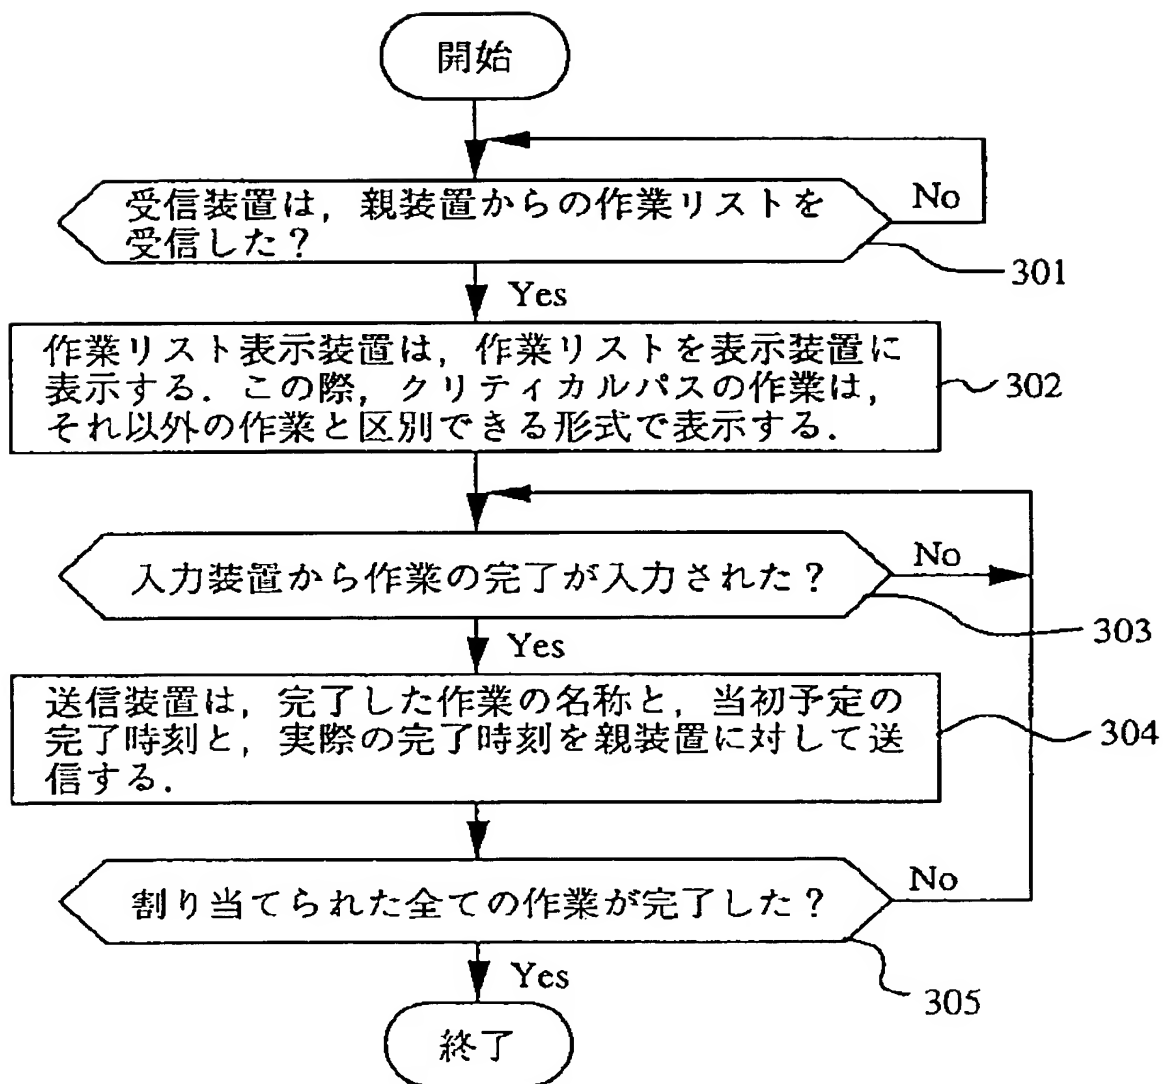 開始
受信装置は，親装置からの作業リストを
受信した？
No
301
Yes
作業リスト表示装置は，作業リストを表示装置に
表示する．この際，クリティカルパスの作業は，
それ以外の作業と区別できる形式で表示する．
302
入力装置から作業の完了が入力された？
No
303
Yes
送信装置は，完了した作業の名称と，当初予定の
完了時刻と，実際の完了時刻を親装置に対して送
信する．
304
割り当てられた全ての作業が完了した？
No
305
Yes
終了